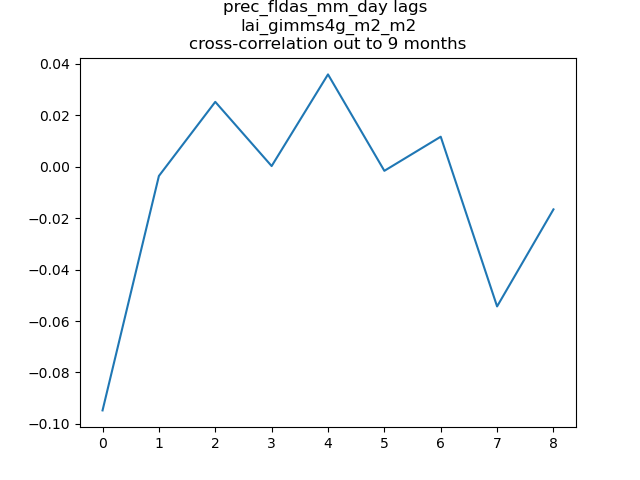 prec_fldas_mm_day lags
lai_gimms4g_m2_m2
cross-correlation out to 9 months
0.04
0.02
0.00
−0.02
−0.04
−0.06
−0.08
−0.10
0 1 2 3 4 5 6 7 8